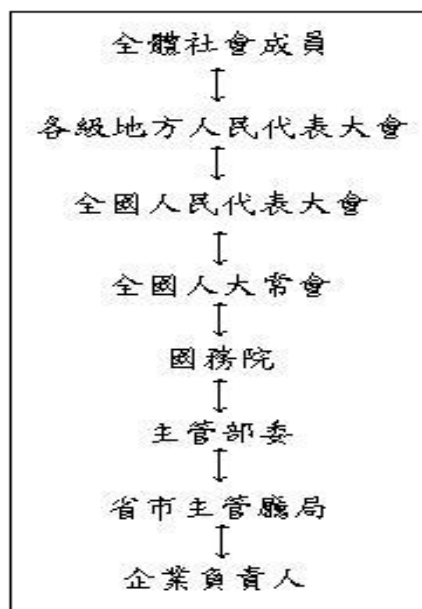 全體社會成員
各級地方人民代表大會
全國人民代表大會
全國人大常會
國務院
主管部委
省市主管廳局
企業負責人